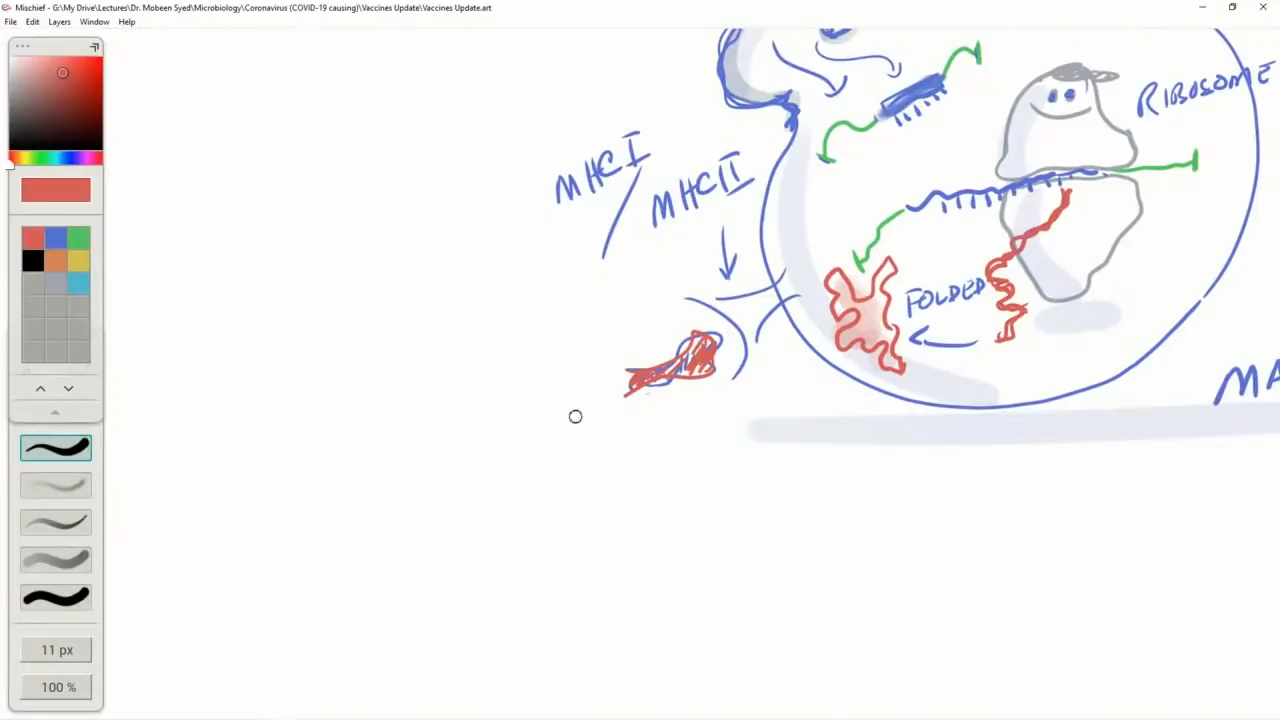 Mischief - G:\My Drive\Lectures\Dr. Mobeen Syed\Microbiology\Coronavirus (COVID-19 causing)\Vaccines Update\Vaccines Update.art
File Edit Layers Window Help
RIBOSOME
MHC I / MHC II
FOLDED
MA
11 px
100 %